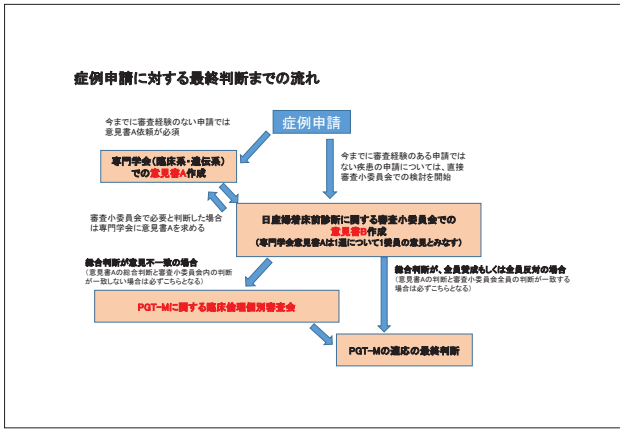 症例申請に対する最終判断までの流れ
症例申請
今までに審査経験のない申請では
意見書A依頼が必須
専門学会(臨床系・遺伝系)
での意見書A作成
今までに審査経験のある申請では
ない疾患の申請については、直接
審査小委員会での検討を開始
審査小委員会で必要と判断した場合
は専門学会に意見書Aを求める
日産婦着床前診断に関する審査小委員会での
意見書B作成
(専門学会意見書Aは1通について1委員の意見とみなす)
総合判断が意見不一致の場合
(意見書Aの総合判断と審査小委員会内の判断
が一致しない場合は必ずこちらとなる)
総合判断が、全員賛成もしくは全員反対の場合
(意見書Aの判断と審査小委員会全員の判断が一致する
場合は必ずこちらとなる)
PGT-Mに関する臨床倫理個別審査会
PGT-Mの適応の最終判断